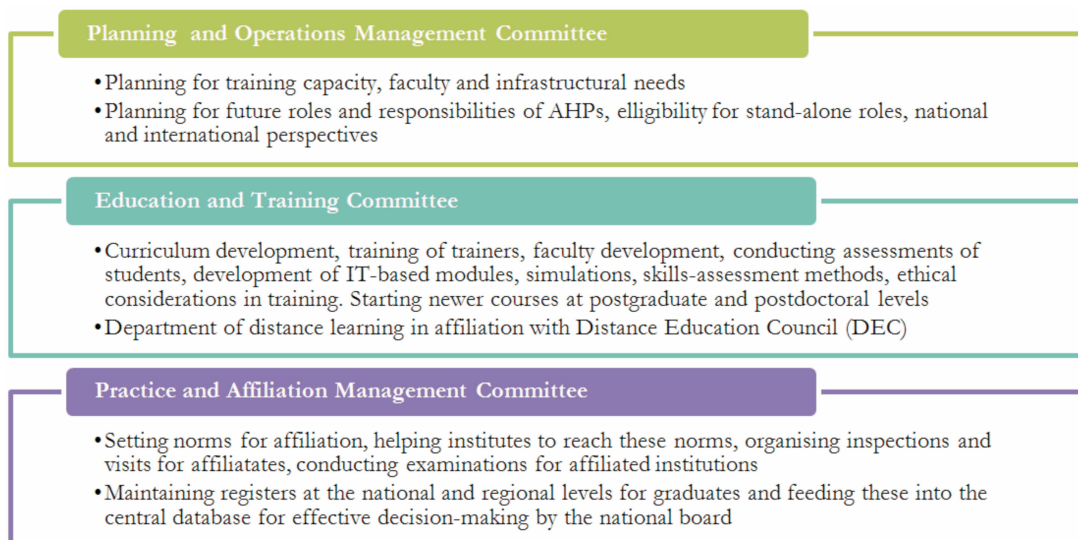 Planning and Operations Management Committee
•Planning for training capacity, faculty and infrastructural needs
•Planning for future roles and responsibilities of AHPs, elligibility for stand-alone roles, national
and international perspectives
Education and Training Committee
•Curriculum development, training of trainers, faculty development, conducting assessments of
students, development of IT-based modules, simulations, skills-assessment methods, ethical
considerations in training. Starting newer courses at postgraduate and postdoctoral levels
•Department of distance learning in affiliation with Distance Education Council (DEC)
Practice and Affiliation Management Committee
•Setting norms for affiliation, helping institutes to reach these norms, organising inspections and
visits for affiliatates, conducting examinations for affiliated institutions
•Maintaining registers at the national and regional levels for graduates and feeding these into the
central database for effective decision-making by the national board